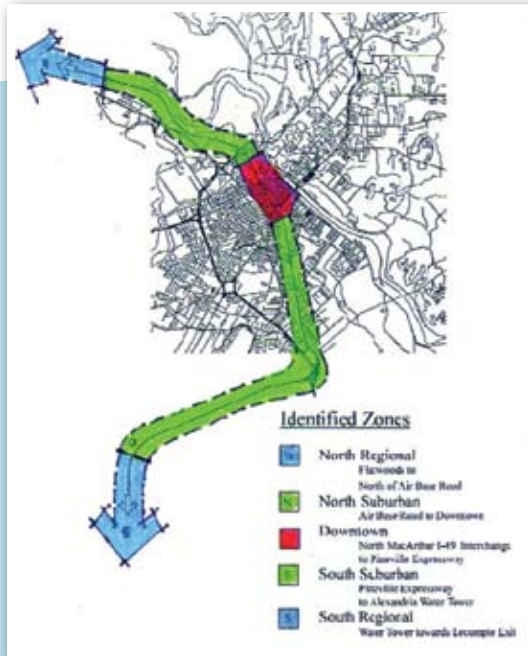 Identified Zones
North Regional
Flatwoods to
North of Air Base Road
North Suburban
Air Base Road to Downtown
Downtown
North MacArthur I-49 Interchange
to Pineville Expressway
South Suburban
Pineville Expressway
to Alexandria Water Tower
South Regional
Water Tower towards Lecompte Exit